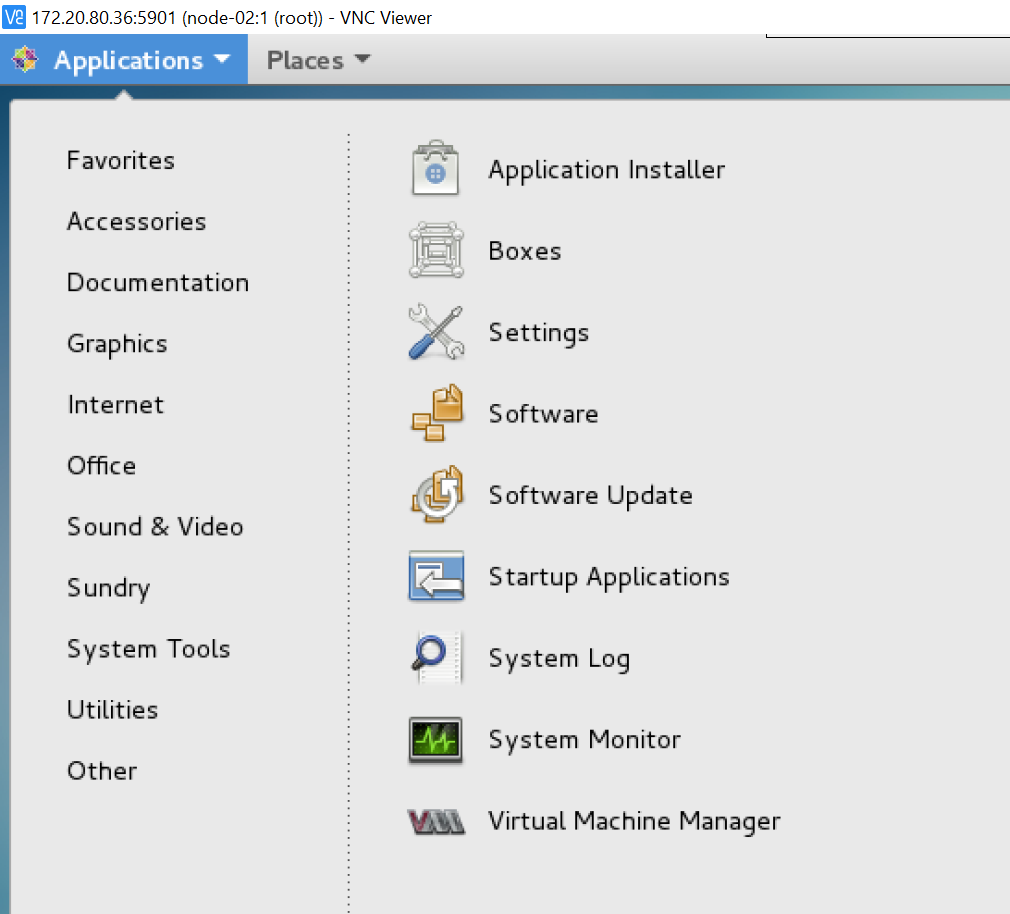 172.20.80.36:5901 (node-02:1 (root)) - VNC Viewer
Applications Places
Favorites
Accessories
Documentation
Graphics
Internet
Office
Sound & Video
Sundry
System Tools
Utilities
Other
Application Installer
Boxes
Settings
Software
Software Update
Startup Applications
System Log
System Monitor
Virtual Machine Manager